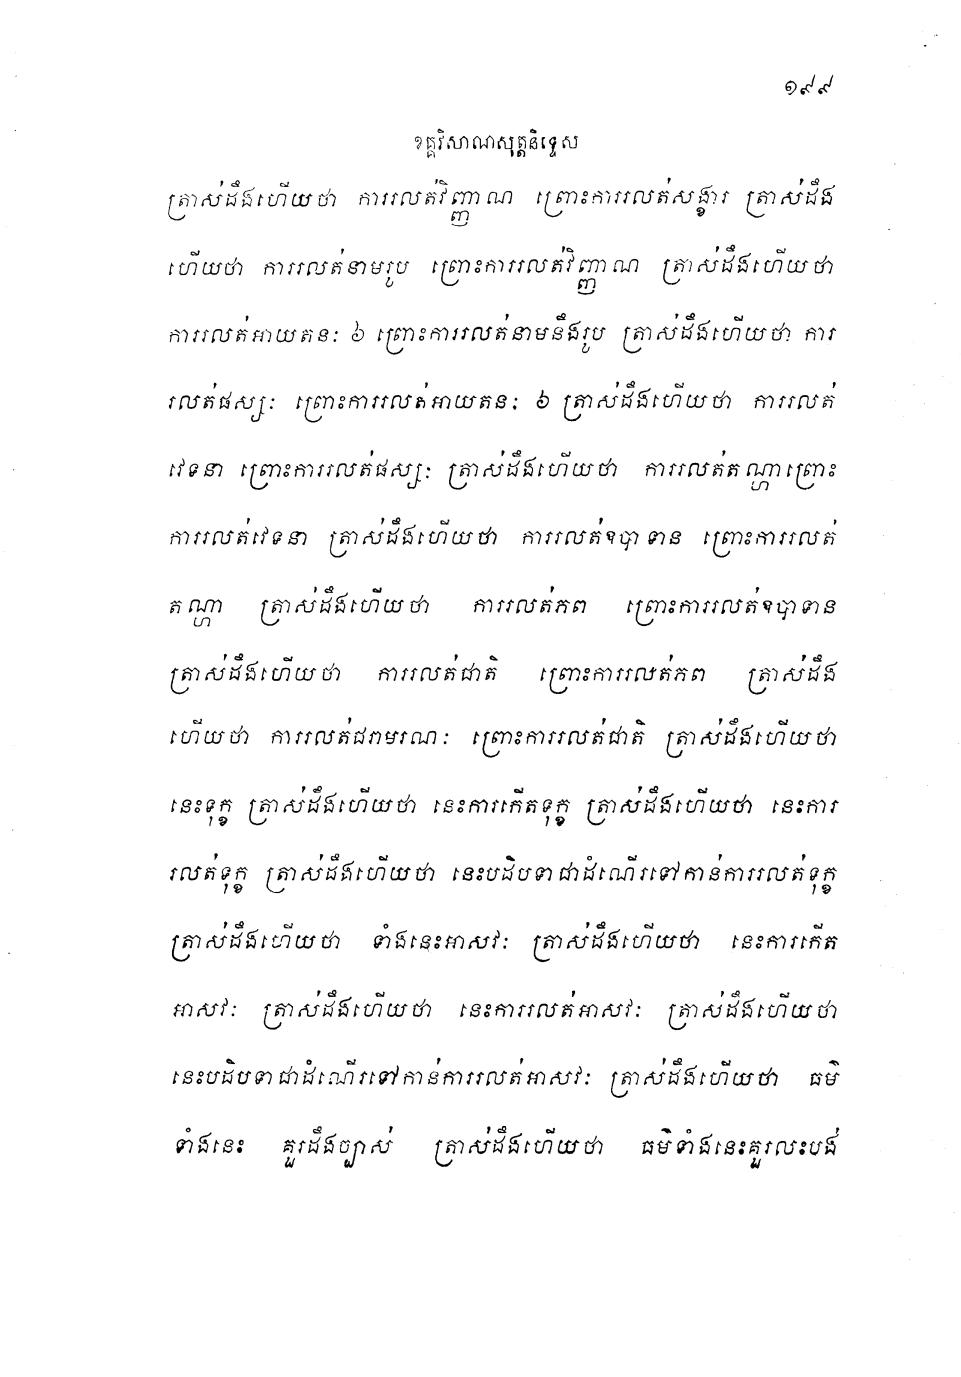 ១៩៩
ខគ្គវិសាណសុត្តនិទ្ទេស
ត្រាស់ដឹងហើយថា ការរលត់វិញ្ញាណ ព្រោះការរលត់សង្ខារ ត្រាស់ដឹង
ហើយថា ការរលត់នាមរូប ព្រោះការរលត់វិញ្ញាណ ត្រាស់ដឹងហើយថា
ការរលត់អាយតនៈ ៦ ព្រោះការរលត់នាមនឹងរូប ត្រាស់ដឹងហើយថា ការ
រលត់ផស្សៈ ព្រោះការរលត់អាយតនៈ ៦ ត្រាស់ដឹងហើយថា ការរលត់
វេទនា ព្រោះការរលត់ផស្សៈ ត្រាស់ដឹងហើយថា ការរលត់តណ្ហាព្រោះ
ការរលត់វេទនា ត្រាស់ដឹងហើយថា ការរលត់ឧបាទាន ព្រោះការរលត់
តណ្ហា ត្រាស់ដឹងហើយថា ការរលត់ភព ព្រោះការរលត់ឧបាទាន
ត្រាស់ដឹងហើយថា ការរលត់ជាតិ ព្រោះការរលត់ភព ត្រាស់ដឹង
ហើយថា ការរលត់ជរាមរណៈ ព្រោះការរលត់ជាតិ ត្រាស់ដឹងហើយថា
នេះទុក្ខ ត្រាស់ដឹងហើយថា នេះការកើតទុក្ខ ត្រាស់ដឹងហើយថា នេះការ
រលត់ទុក្ខ ត្រាស់ដឹងហើយថា នេះបដិបទាជាដំណើរទៅកាន់ការរលត់ទុក្ខ
ត្រាស់ដឹងហើយថា ទាំងនេះអាសវៈ ត្រាស់ដឹងហើយថា នេះការកើត
អាសវៈ ត្រាស់ដឹងហើយថា នេះការរលត់អាសវៈ ត្រាស់ដឹងហើយថា
នេះបដិបទាជាដំណើរទៅកាន់ការរលត់អាសវៈ ត្រាស់ដឹងហើយថា ធម៌
ទាំងនេះ គួរដឹងច្បាស់ ត្រាស់ដឹងហើយថា ធម៌ទាំងនេះគួរលះបង់